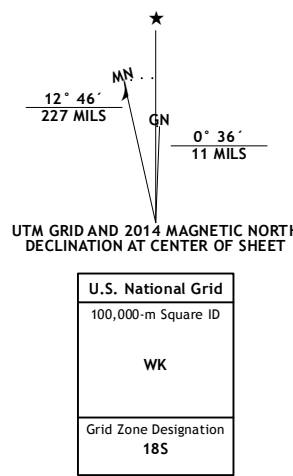 ★
MN
GN
12° 46´
227 MILS
0° 36´
11 MILS
UTM GRID AND 2014 MAGNETIC NORTH
DECLINATION AT CENTER OF SHEET
U.S. National Grid
100,000-m Square ID
WK
Grid Zone Designation
18S